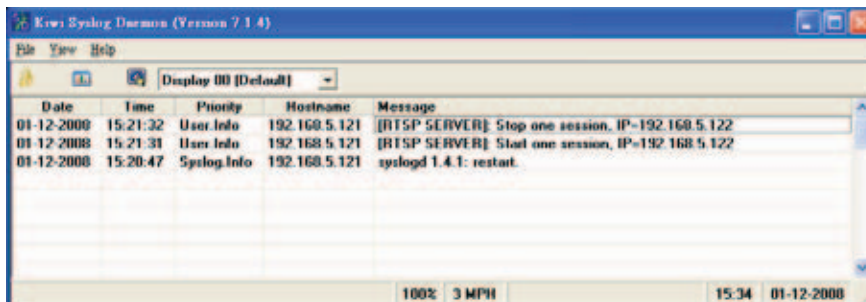 Kiwi Syslog Daemon (Version 7.1.4)
File View Help
Display 00 (Default)
Date Time Priority Hostname Message
01-12-2008 15:21:32 User.Info 192.168.5.121 [RTSP SERVER]: Stop one session, IP=192.168.5.122
01-12-2008 15:21:31 User.Info 192.168.5.121 [RTSP SERVER]: Start one session, IP=192.168.5.122
01-12-2008 15:20:47 Syslog.Info 192.168.5.121 syslogd 1.4.1: restart.
100% 3 MPH 15:34 01-12-2008